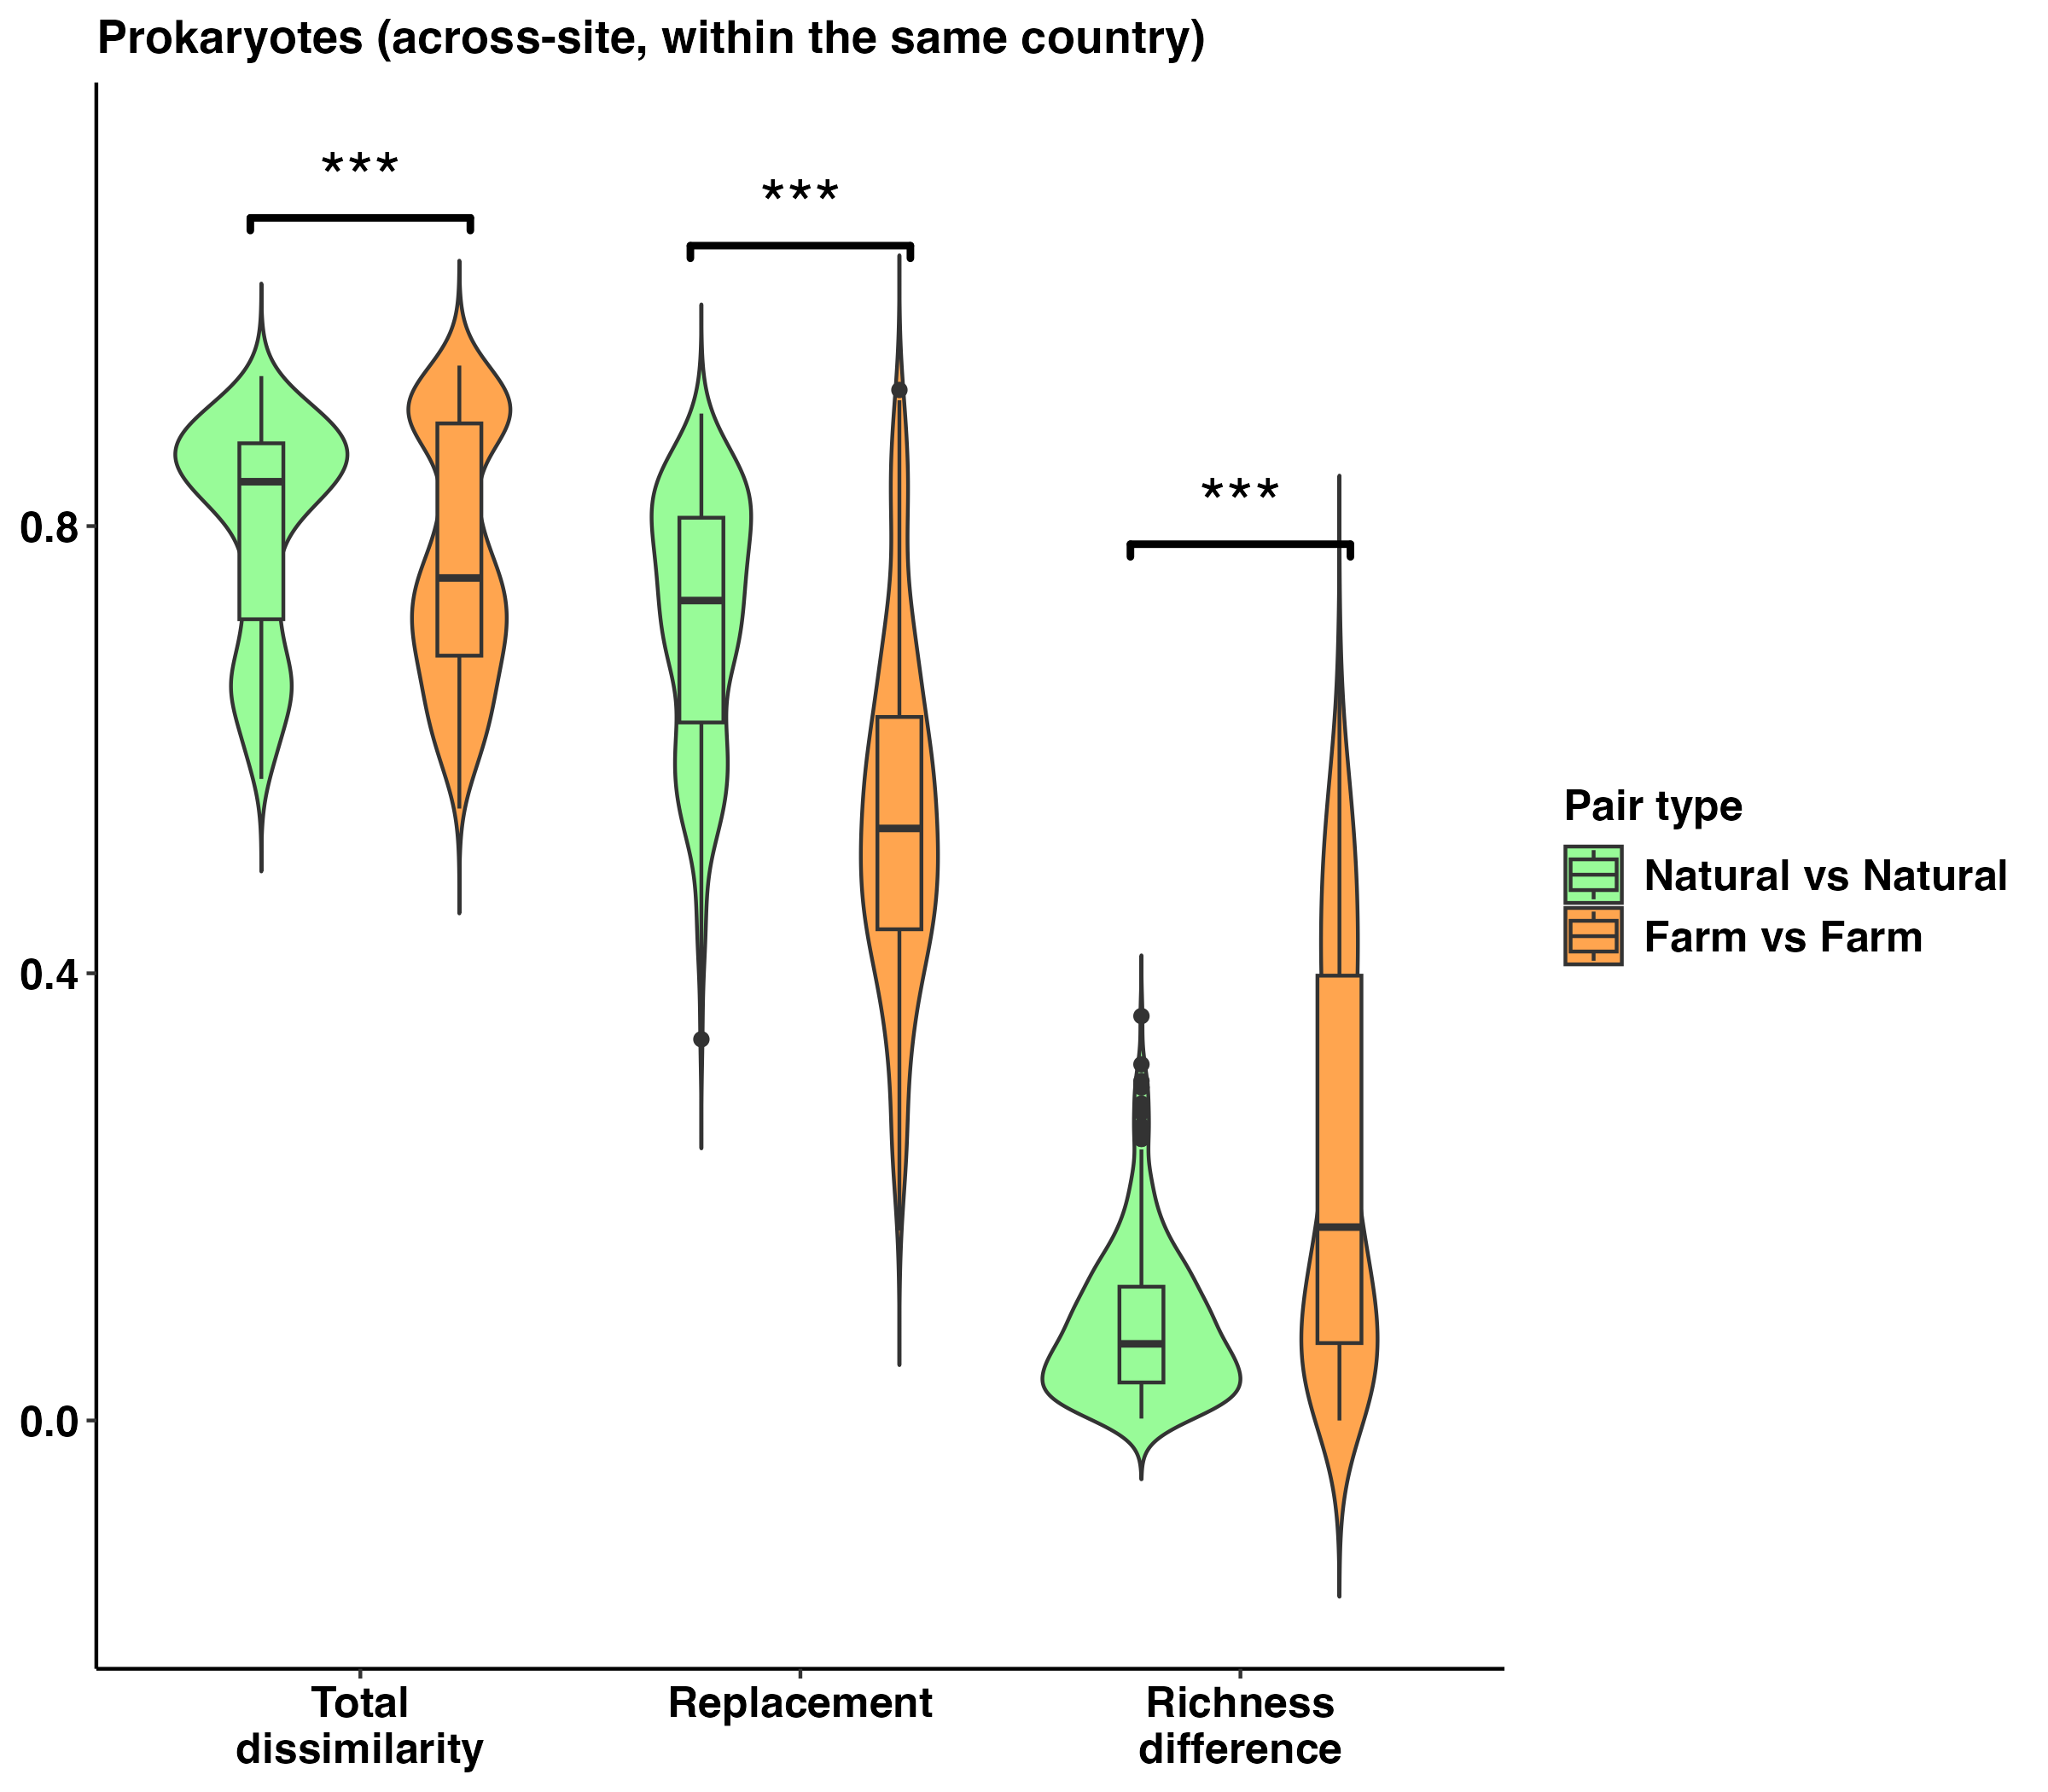 Prokaryotes (across-site, within the same country)
***
***
***
0.8
0.4
0.0
Total
dissimilarity
Replacement
Richness
difference
Pair type
Natural vs Natural
Farm vs Farm